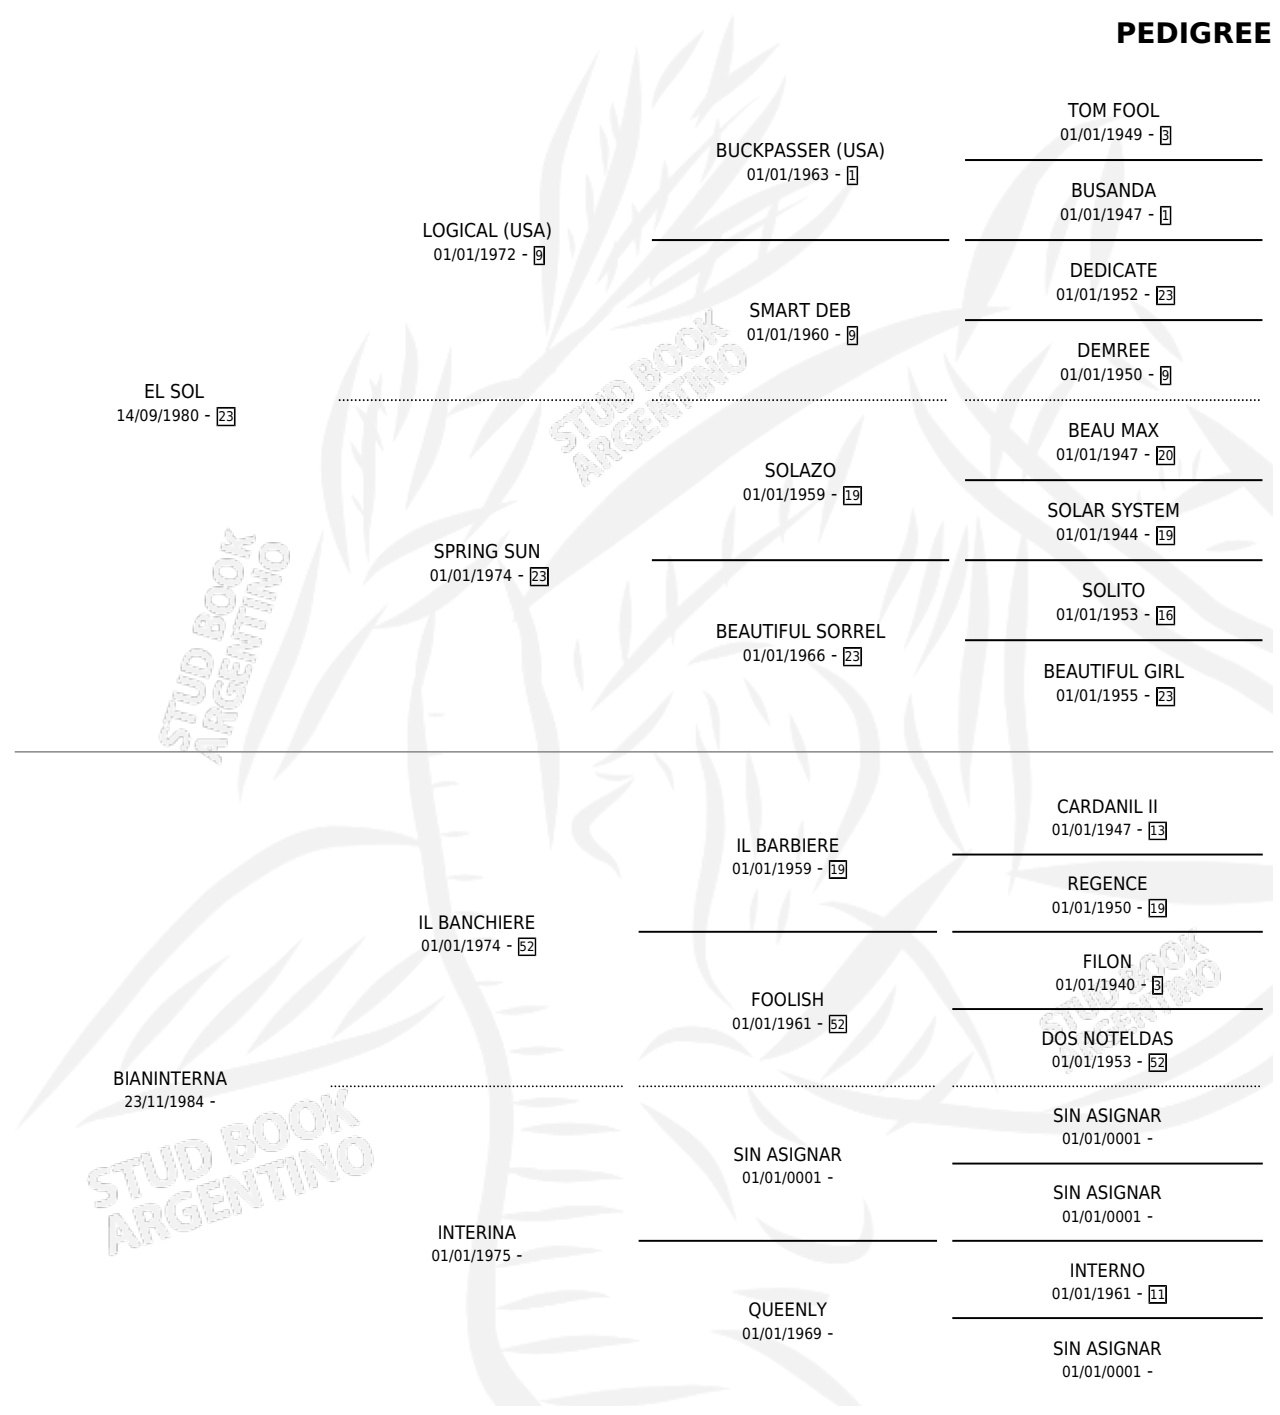 PEDIGREE
TOM FOOL
01/01/1949 - 3
BUCKPASSER (USA)
01/01/1963 - 1
BUSANDA
01/01/1947 - 1
LOGICAL (USA)
01/01/1972 - 9
DEDICATE
01/01/1952 - 23
SMART DEB
01/01/1960 - 9
DEMREE
01/01/1950 - 9
EL SOL
14/09/1980 - 23
STUD BOOK
ARGENTINO
BEAU MAX
01/01/1947 - 20
SOLAZO
01/01/1959 - 19
SOLAR SYSTEM
01/01/1944 - 19
SPRING SUN
01/01/1974 - 23
SOLITO
01/01/1953 - 16
BEAUTIFUL SORREL
01/01/1966 - 23
BEAUTIFUL GIRL
01/01/1955 - 23
STUD BOOK
ARGENTINO
CARDANIL II
01/01/1947 - 13
IL BARBIERE
01/01/1959 - 19
REGENCE
01/01/1950 - 19
IL BANCHIERE
01/01/1974 - 52
FILON
01/01/1940 - 3
FOOLISH
01/01/1961 - 52
STUD BOOK
ARGENTINO
DOS NOTELDAS
01/01/1953 - 52
BIANINTERNA
23/11/1984 -
STUD BOOK
ARGENTINO
SIN ASIGNAR
01/01/0001 -
SIN ASIGNAR
01/01/0001 -
SIN ASIGNAR
01/01/0001 -
INTERINA
01/01/1975 -
INTERNO
01/01/1961 - 11
QUEENLY
01/01/1969 -
SIN ASIGNAR
01/01/0001 -